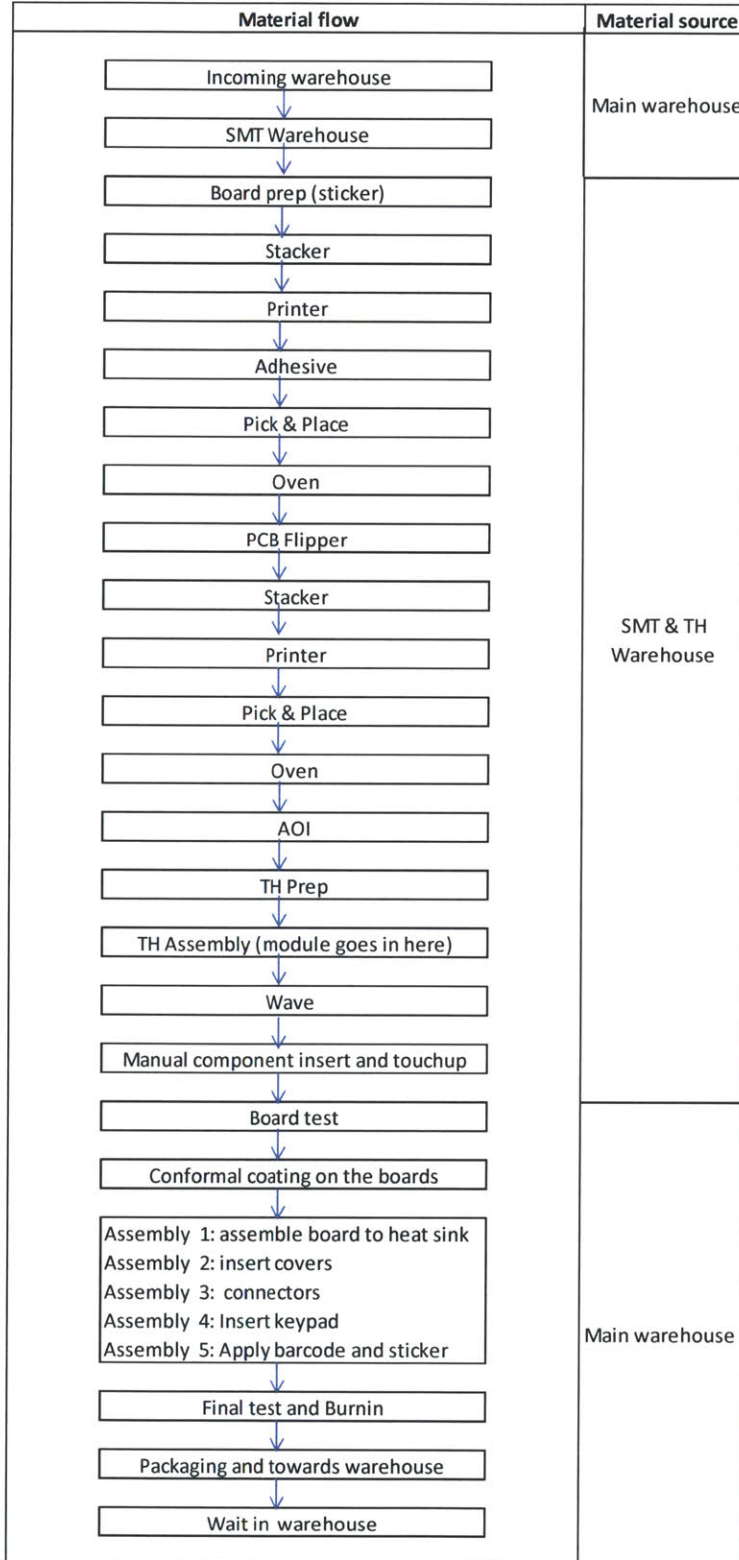 Material flow
Material source
Incoming warehouse
Main warehouse
SMT Warehouse
Board prep (sticker)
Stacker
Printer
Adhesive
Pick & Place
Oven
PCB Flipper
Stacker
SMT & TH
Warehouse
Printer
Pick & Place
Oven
AOI
TH Prep
TH Assembly (module goes in here)
Wave
Manual component insert and touchup
Board test
Conformal coating on the boards
Assembly 1: assemble board to heat sink
Assembly 2: insert covers
Assembly 3: connectors
Assembly 4: Insert keypad
Assembly 5: Apply barcode and sticker
Main warehouse
Final test and Burnin
Packaging and towards warehouse
Wait in warehouse